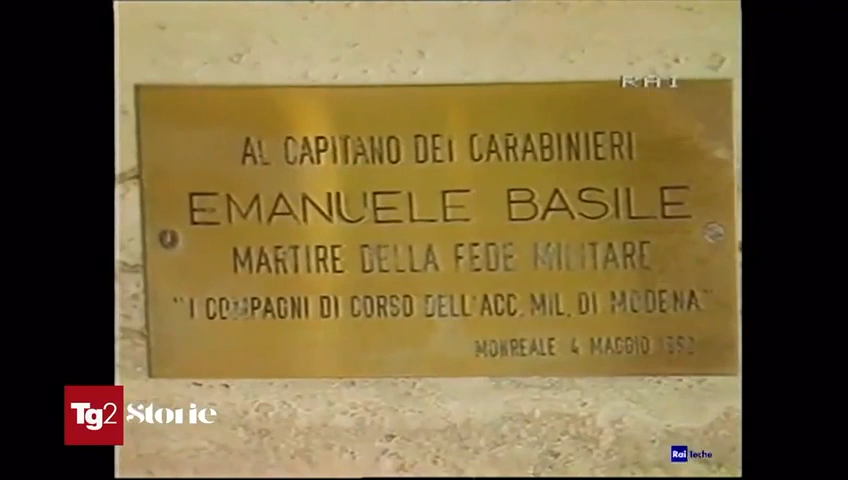 RAI
AL CAPITANO DEI CARABINIERI
EMANUELE BASILE
MARTIRE DELLA FEDE MILITARE
"I COMPAGNI DI CORSO DELL'ACC. MIL. DI MODENA"
MONREALE 4 MAGGIO
Tg2 Storie
Rai Teche